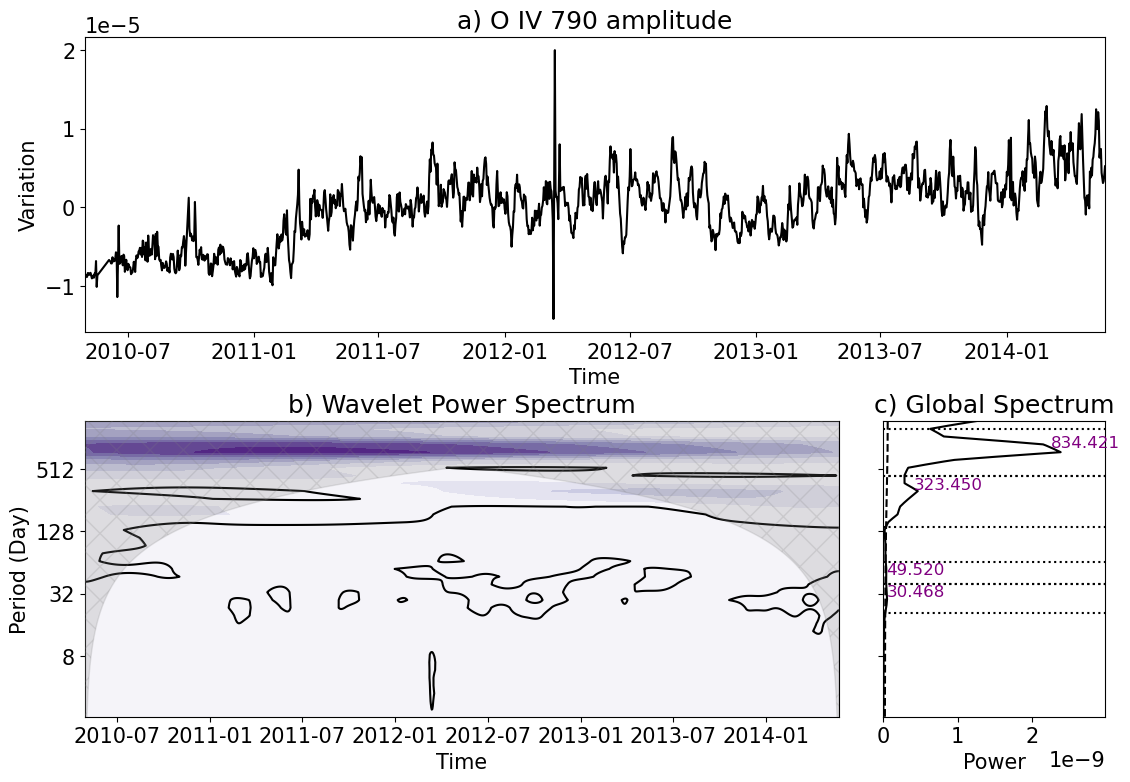 a) O IV 790 amplitude
1e−5
Variation
2
1
0
−1
2010-07 2011-01 2011-07 2012-01 2012-07 2013-01 2013-07 2014-01
Time
b) Wavelet Power Spectrum
Period (Day)
512
128
32
8
2010-07 2011-01 2011-07 2012-01 2012-07 2013-01 2013-07 2014-01
Time
c) Global Spectrum
834.421
323.450
49.520
30.468
0 1 2
Power 1e−9